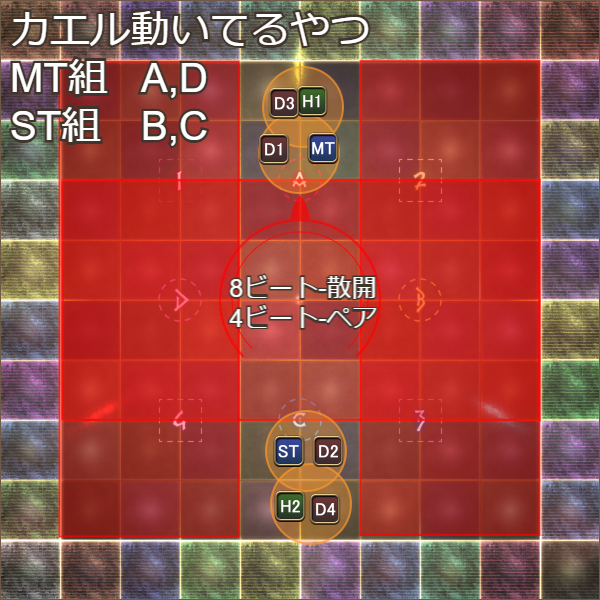 カエル動いてるやつ
MT組　A,D
ST組　B,C
D3 H1
D1 MT
1 A 2
8ビート-散開
4ビート-ペア
D B
4 C 3
ST D2
H2 D4